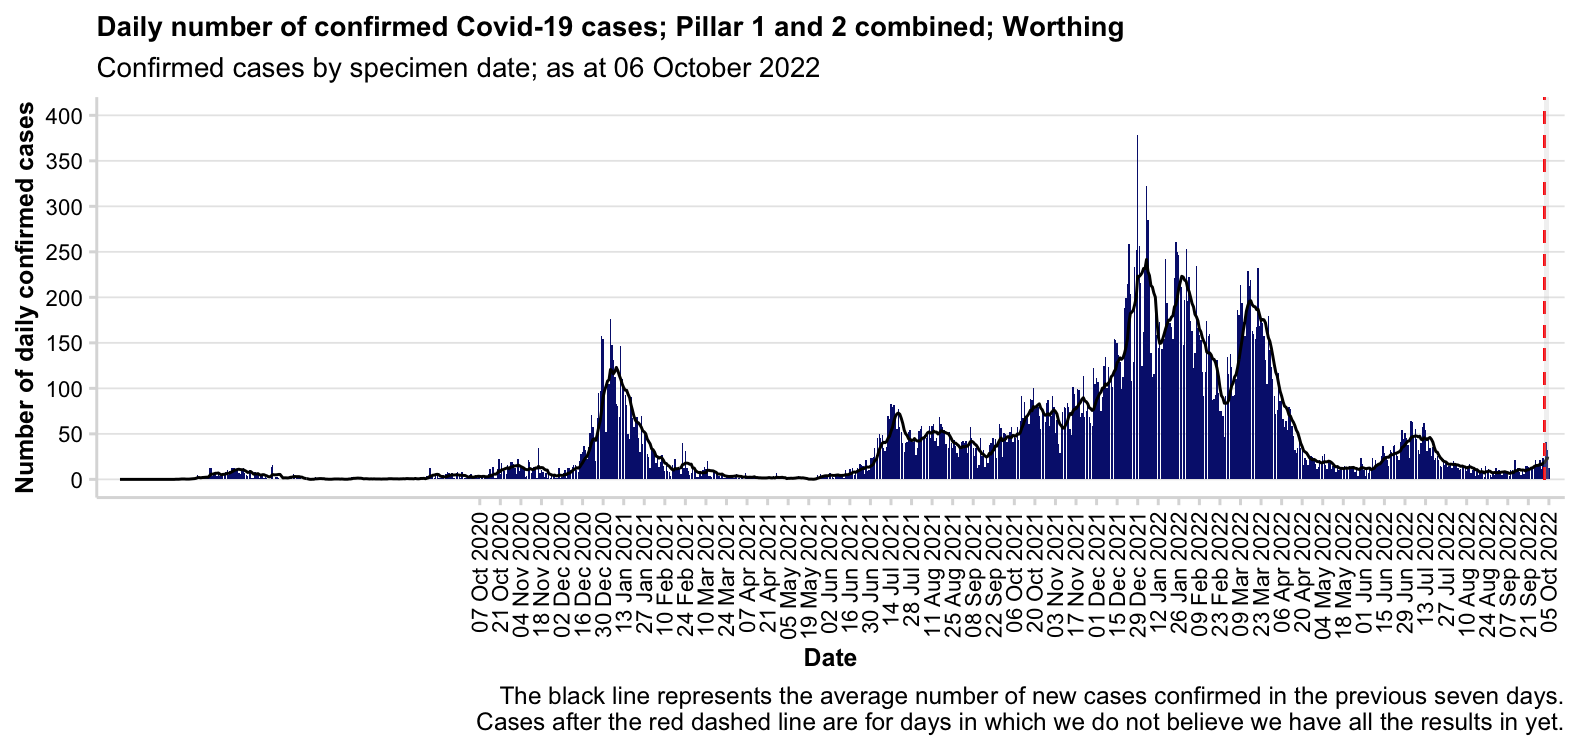 Daily number of confirmed Covid-19 cases; Pillar 1 and 2 combined; Worthing
Confirmed cases by specimen date; as at 06 October 2022
Number of daily confirmed cases
400
350
300
250
200
150
100
50
0
07 Oct 2020
21 Oct 2020
04 Nov 2020
18 Nov 2020
02 Dec 2020
16 Dec 2020
30 Dec 2020
13 Jan 2021
27 Jan 2021
10 Feb 2021
24 Feb 2021
10 Mar 2021
24 Mar 2021
07 Apr 2021
21 Apr 2021
05 May 2021
19 May 2021
02 Jun 2021
16 Jun 2021
30 Jun 2021
14 Jul 2021
28 Jul 2021
11 Aug 2021
25 Aug 2021
08 Sep 2021
22 Sep 2021
06 Oct 2021
20 Oct 2021
03 Nov 2021
17 Nov 2021
01 Dec 2021
15 Dec 2021
29 Dec 2021
12 Jan 2022
26 Jan 2022
09 Feb 2022
23 Feb 2022
09 Mar 2022
23 Mar 2022
06 Apr 2022
20 Apr 2022
04 May 2022
18 May 2022
01 Jun 2022
15 Jun 2022
29 Jun 2022
13 Jul 2022
27 Jul 2022
10 Aug 2022
24 Aug 2022
07 Sep 2022
21 Sep 2022
05 Oct 2022
Date
The black line represents the average number of new cases confirmed in the previous seven days.
Cases after the red dashed line are for days in which we do not believe we have all the results in yet.